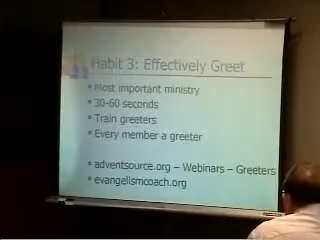 Habit 3: Effectively Greet
Most important ministry
30-60 seconds
Train greeters
Every member a greeter
adventsource.org – Webinars – Greeters
evangelismcoach.org